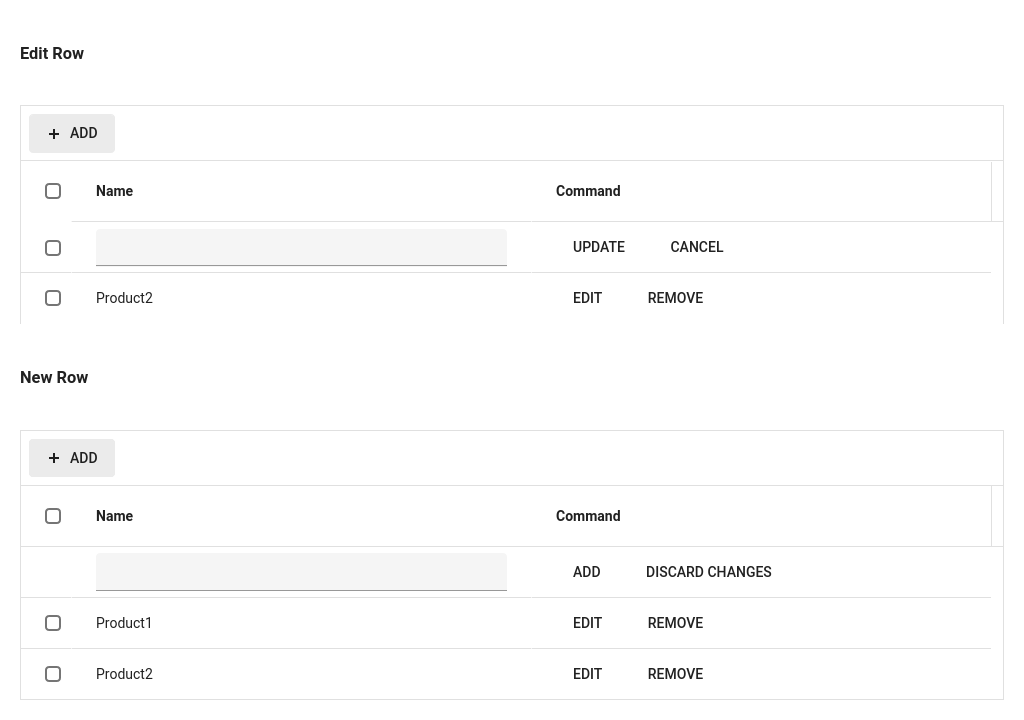 Edit Row
+ ADD
Name Command
UPDATE CANCEL
Product2 EDIT REMOVE
New Row
+ ADD
Name Command
ADD DISCARD CHANGES
Product1 EDIT REMOVE
Product2 EDIT REMOVE